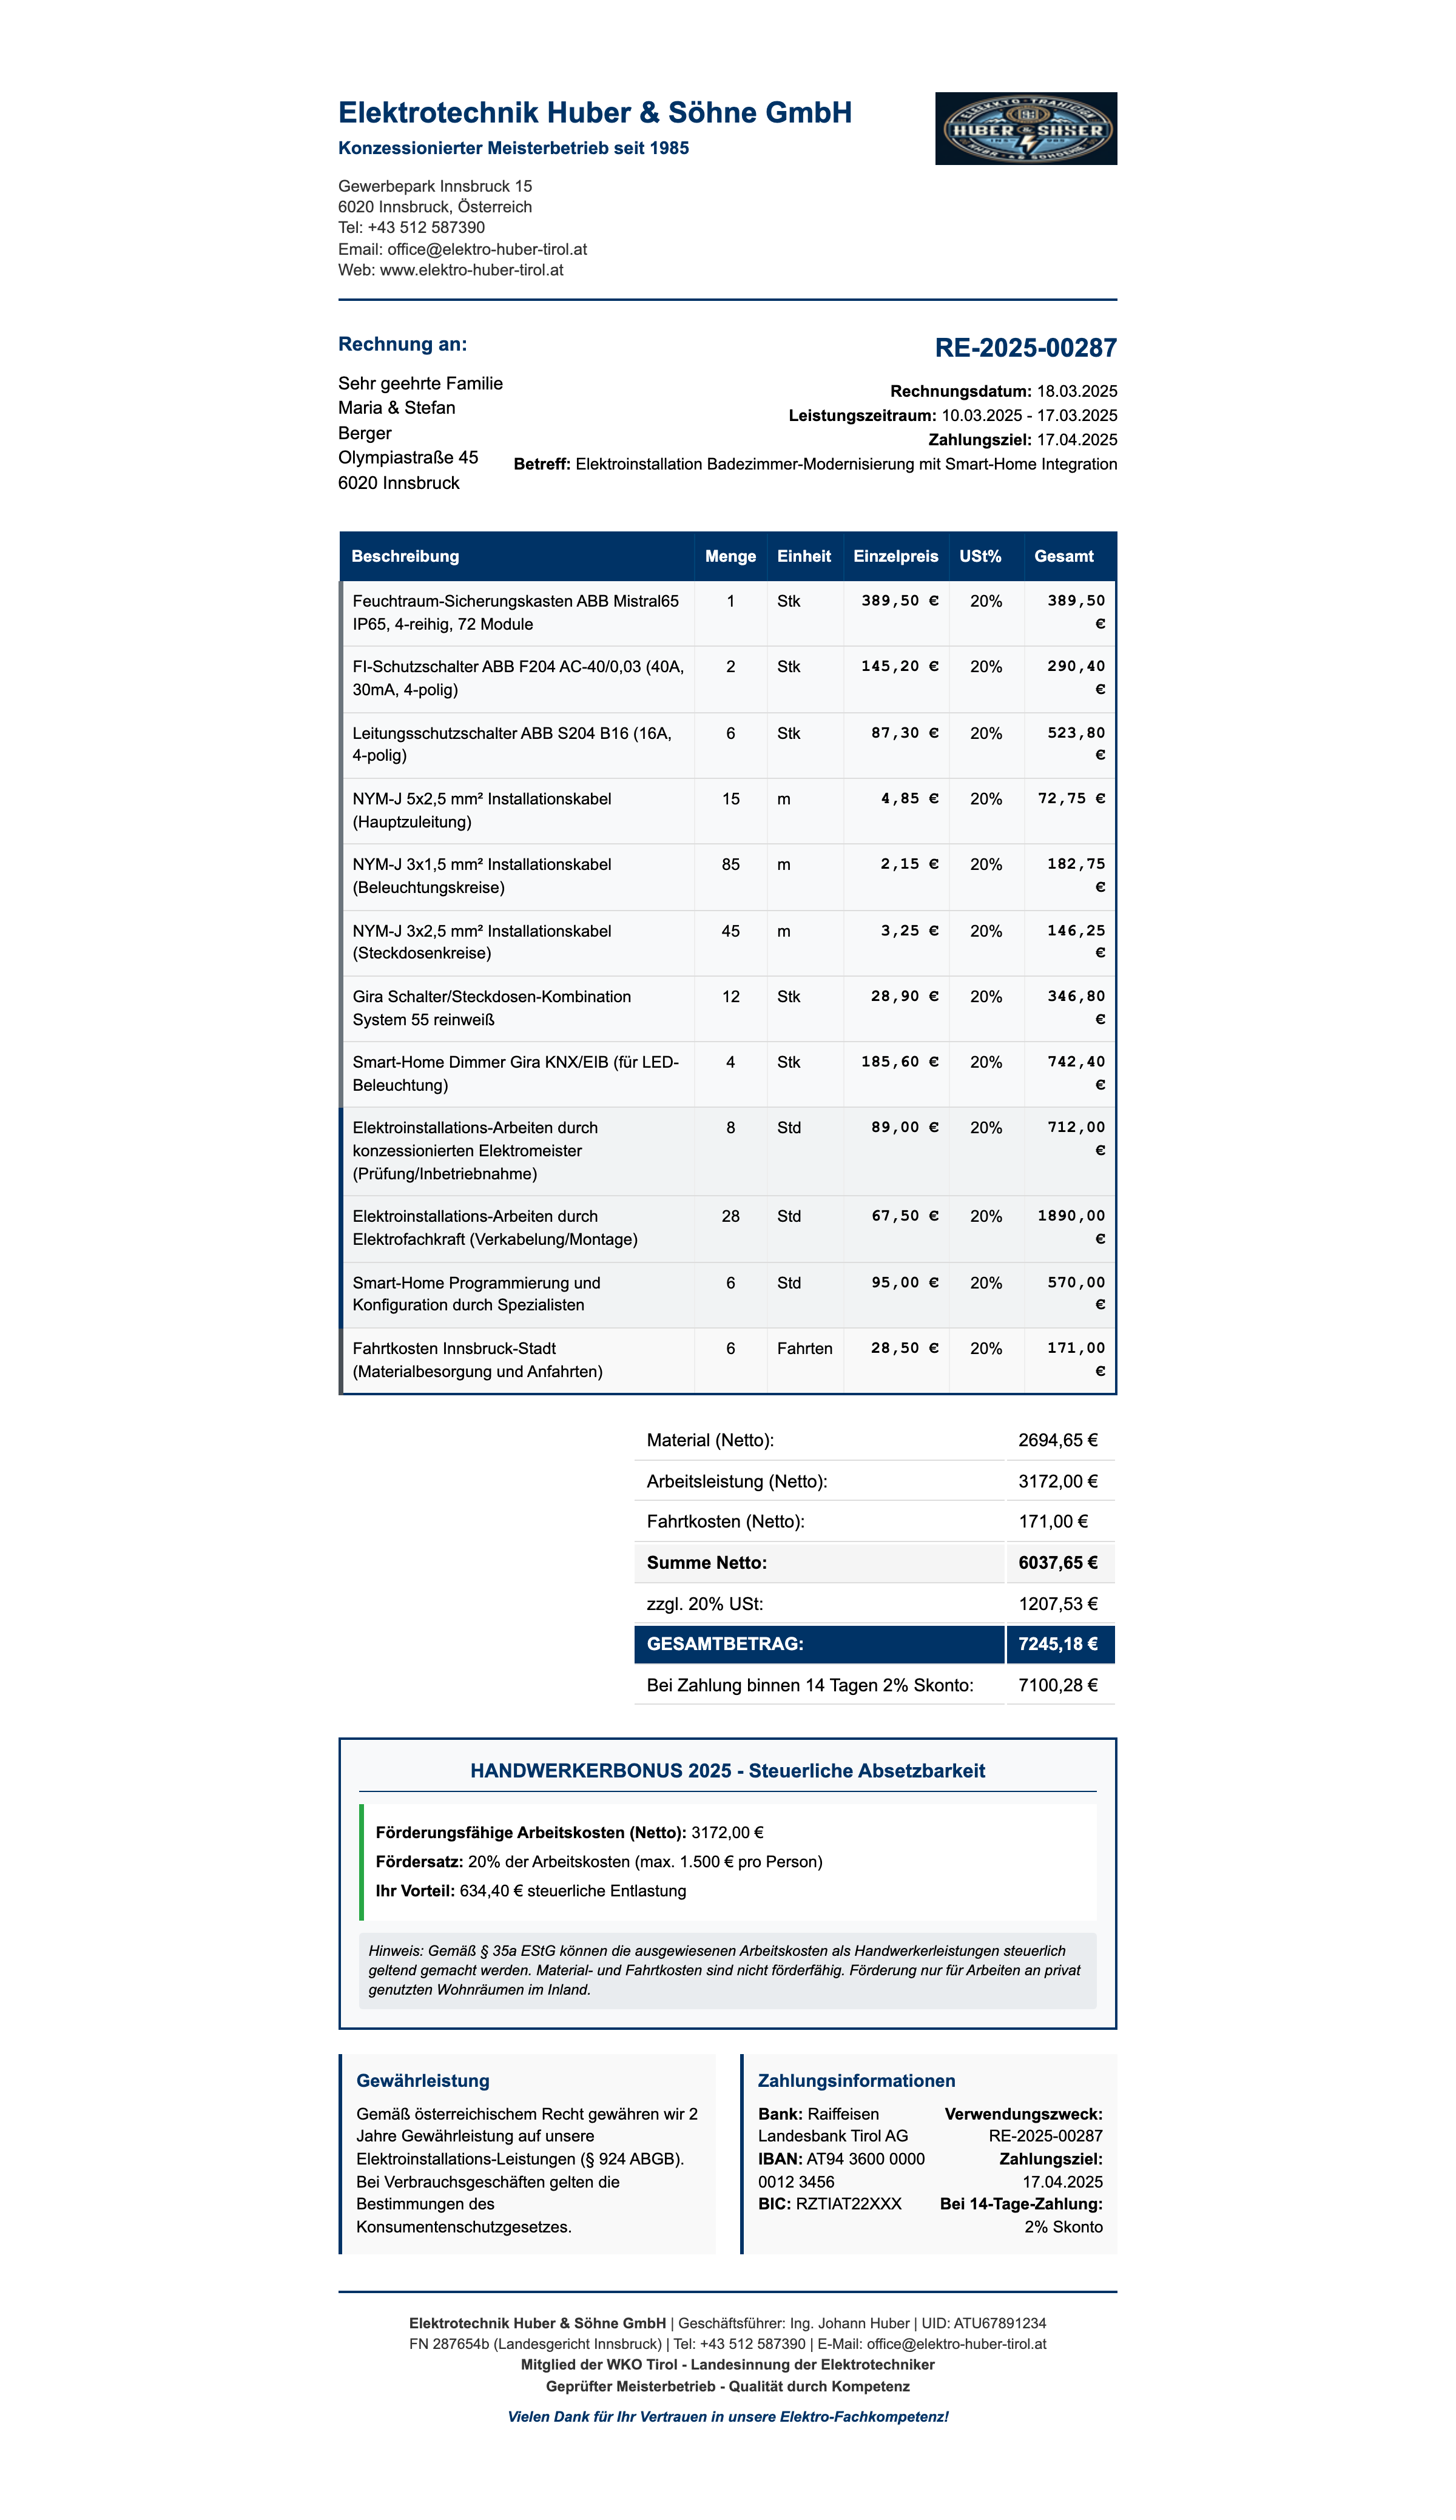 Elektrotechnik Huber & Söhne GmbH
Konzessionierter Meisterbetrieb seit 1985
Gewerbepark Innsbruck 15
6020 Innsbruck, Österreich
Tel: +43 512 587390
Email: office@elektro-huber-tirol.at
Web: www.elektro-huber-tirol.at
HUBER & SHXER
Rechnung an:
Sehr geehrte Familie
Maria & Stefan
Berger
Olympiastraße 45
6020 Innsbruck
RE-2025-00287
Rechnungsdatum: 18.03.2025
Leistungszeitraum: 10.03.2025 - 17.03.2025
Zahlungsziel: 17.04.2025
Betreff: Elektroinstallation Badezimmer-Modernisierung mit Smart-Home Integration
Beschreibung Menge Einheit Einzelpreis USt% Gesamt
Feuchtraum-Sicherungskasten ABB Mistral65 1 Stk 389,50 € 20% 389,50
IP65, 4-reihig, 72 Module €
FI-Schutzschalter ABB F204 AC-40/0,03 (40A, 2 Stk 145,20 € 20% 290,40
30mA, 4-polig) €
Leitungsschutzschalter ABB S204 B16 (16A, 6 Stk 87,30 € 20% 523,80
4-polig) €
NYM-J 5x2,5 mm² Installationskabel 15 m 4,85 € 20% 72,75 €
(Hauptzuleitung)
NYM-J 3x1,5 mm² Installationskabel 85 m 2,15 € 20% 182,75
(Beleuchtungskreise) €
NYM-J 3x2,5 mm² Installationskabel 45 m 3,25 € 20% 146,25
(Steckdosenkreise) €
Gira Schalter/Steckdosen-Kombination 12 Stk 28,90 € 20% 346,80
System 55 reinweiß €
Smart-Home Dimmer Gira KNX/EIB (für LED- 4 Stk 185,60 € 20% 742,40
Beleuchtung) €
Elektroinstallations-Arbeiten durch 8 Std 89,00 € 20% 712,00
konzessionierten Elektromeister €
(Prüfung/Inbetriebnahme)
Elektroinstallations-Arbeiten durch 28 Std 67,50 € 20% 1890,00
Elektrofachkraft (Verkabelung/Montage) €
Smart-Home Programmierung und 6 Std 95,00 € 20% 570,00
Konfiguration durch Spezialisten €
Fahrtkosten Innsbruck-Stadt 6 Fahrten 28,50 € 20% 171,00
(Materialbesorgung und Anfahrten) €
Material (Netto): 2694,65 €
Arbeitsleistung (Netto): 3172,00 €
Fahrtkosten (Netto): 171,00 €
Summe Netto: 6037,65 €
zzgl. 20% USt: 1207,53 €
GESAMTBETRAG: 7245,18 €
Bei Zahlung binnen 14 Tagen 2% Skonto: 7100,28 €
HANDWERKERBONUS 2025 - Steuerliche Absetzbarkeit
Förderungsfähige Arbeitskosten (Netto): 3172,00 €
Fördersatz: 20% der Arbeitskosten (max. 1.500 € pro Person)
Ihr Vorteil: 634,40 € steuerliche Entlastung
Hinweis: Gemäß § 35a EStG können die ausgewiesenen Arbeitskosten als Handwerkerleistungen steuerlich
geltend gemacht werden. Material- und Fahrtkosten sind nicht förderfähig. Förderung nur für Arbeiten an privat
genutzten Wohnräumen im Inland.
Gewährleistung
Gemäß österreichischem Recht gewähren wir 2
Jahre Gewährleistung auf unsere
Elektroinstallations-Leistungen (§ 924 ABGB).
Bei Verbrauchsgeschäften gelten die
Bestimmungen des
Konsumentenschutzgesetzes.
Zahlungsinformationen
Bank: Raiffeisen
Landesbank Tirol AG
IBAN: AT94 3600 0000
0012 3456
BIC: RZTIAT22XXX
Verwendungszweck:
RE-2025-00287
Zahlungsziel:
17.04.2025
Bei 14-Tage-Zahlung:
2% Skonto
Elektrotechnik Huber & Söhne GmbH | Geschäftsführer: Ing. Johann Huber | UID: ATU67891234
FN 287654b (Landesgericht Innsbruck) | Tel: +43 512 587390 | E-Mail: office@elektro-huber-tirol.at
Mitglied der WKO Tirol - Landesinnung der Elektrotechniker
Geprüfter Meisterbetrieb - Qualität durch Kompetenz
Vielen Dank für Ihr Vertrauen in unsere Elektro-Fachkompetenz!